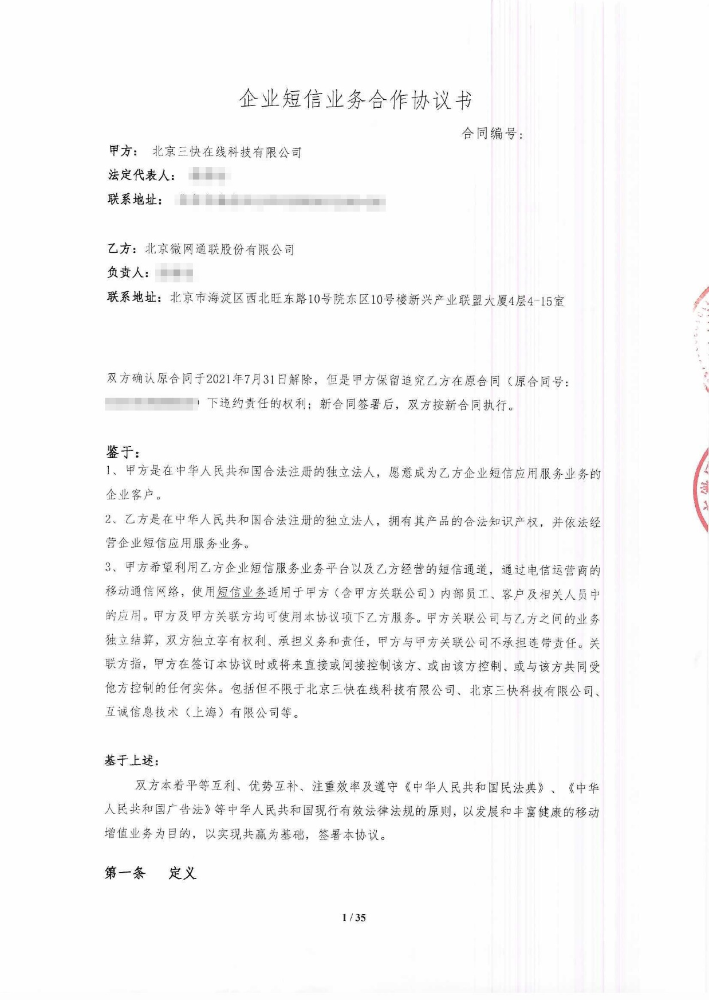 企业短信业务合作协议书
合同编号：
甲方： 北京三快在线科技有限公司
法定代表人：
联系地址：
乙方：北京微网通联股份有限公司
负责人：
联系地址：北京市海淀区西北旺东路10号院东区10号楼新兴产业联盟大厦4层4-15室
双方确认原合同于2021年7月31日解除，但是甲方保留追究乙方在原合同（原合同号：
）下违约责任的权利；新合同签署后，双方按新合同执行。
鉴于：
1、甲方是在中华人民共和国合法注册的独立法人，愿意成为乙方企业短信应用服务业务的
企业客户。
2、乙方是在中华人民共和国合法注册的独立法人，拥有其产品的合法知识产权，并依法经
营企业短信应用服务业务。
3、甲方希望利用乙方企业短信服务业务平台以及乙方经营的短信通道，通过电信运营商的
移动通信网络，使用短信业务适用于甲方（含甲方关联公司）内部员工、客户及相关人员中
的应用。甲方及甲方关联方均可使用本协议项下乙方服务。甲方关联公司与乙方之间的业务
独立结算，双方独立享有权利、承担义务和责任，甲方与甲方关联公司不承担连带责任。关
联方指，甲方在签订本协议时或将来直接或间接控制该方、或由该方控制、或与该方共同受
他方控制的任何实体。包括但不限于北京三快在线科技有限公司、北京三快科技有限公司、
互诚信息技术（上海）有限公司等。
基于上述：
双方本着平等互利、优势互补、注重效率及遵守《中华人民共和国民法典》、《中华
人民共和国广告法》等中华人民共和国现行有效法律法规的原则，以发展和丰富健康的移动
增值业务为目的，以实现共赢为基础，签署本协议。
第一条 定义
1 / 35